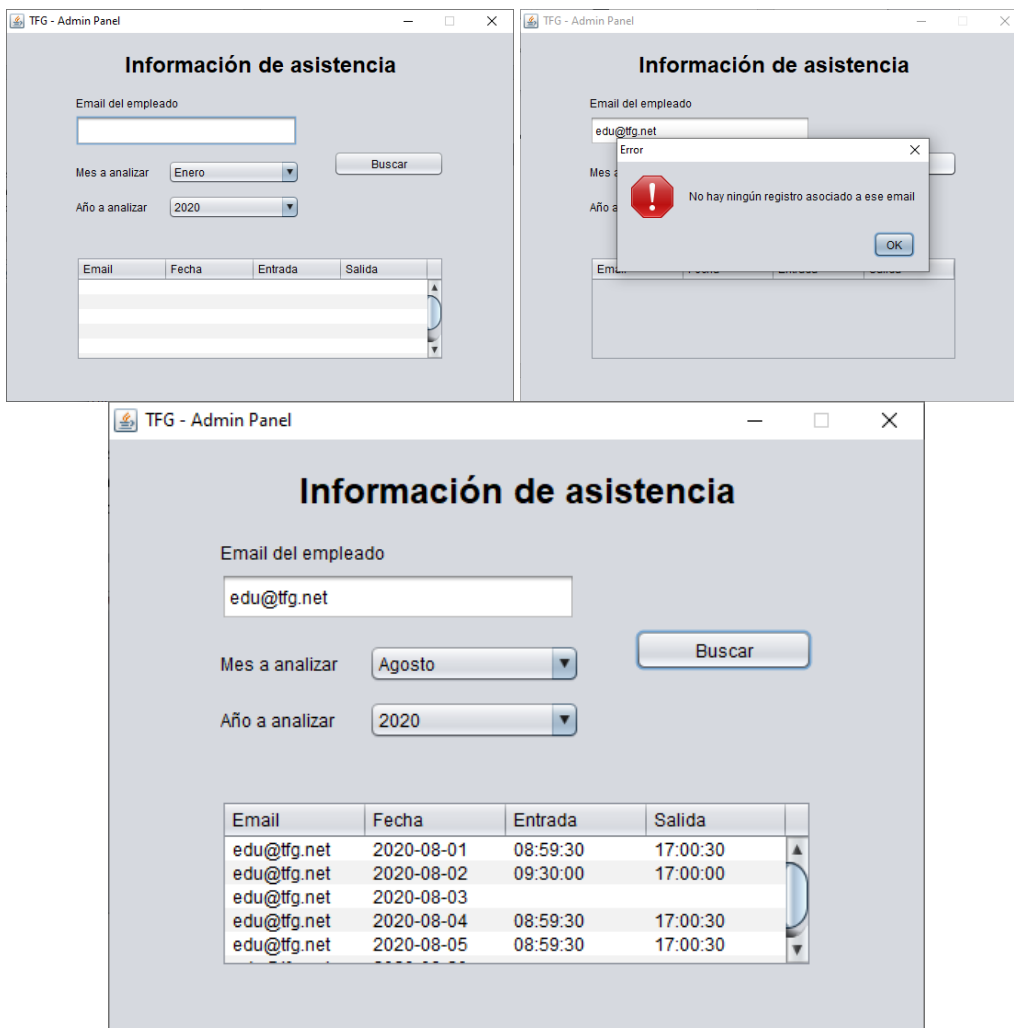 TFG - Admin Panel
Información de asistencia
Email del empleado
Mes a analizar Enero Buscar
Año a analizar 2020
Email Fecha Entrada Salida
TFG - Admin Panel
Información de asistencia
Email del empleado
edu@tfg.net
Error
Mes
No hay ningún registro asociado a ese email
Año a
OK
TFG - Admin Panel
Información de asistencia
Email del empleado
edu@tfg.net
Mes a analizar Agosto Buscar
Año a analizar 2020
Email Fecha Entrada Salida
edu@tfg.net 2020-08-01 08:59:30 17:00:30
edu@tfg.net 2020-08-02 09:30:00 17:00:00
edu@tfg.net 2020-08-03
edu@tfg.net 2020-08-04 08:59:30 17:00:30
edu@tfg.net 2020-08-05 08:59:30 17:00:30